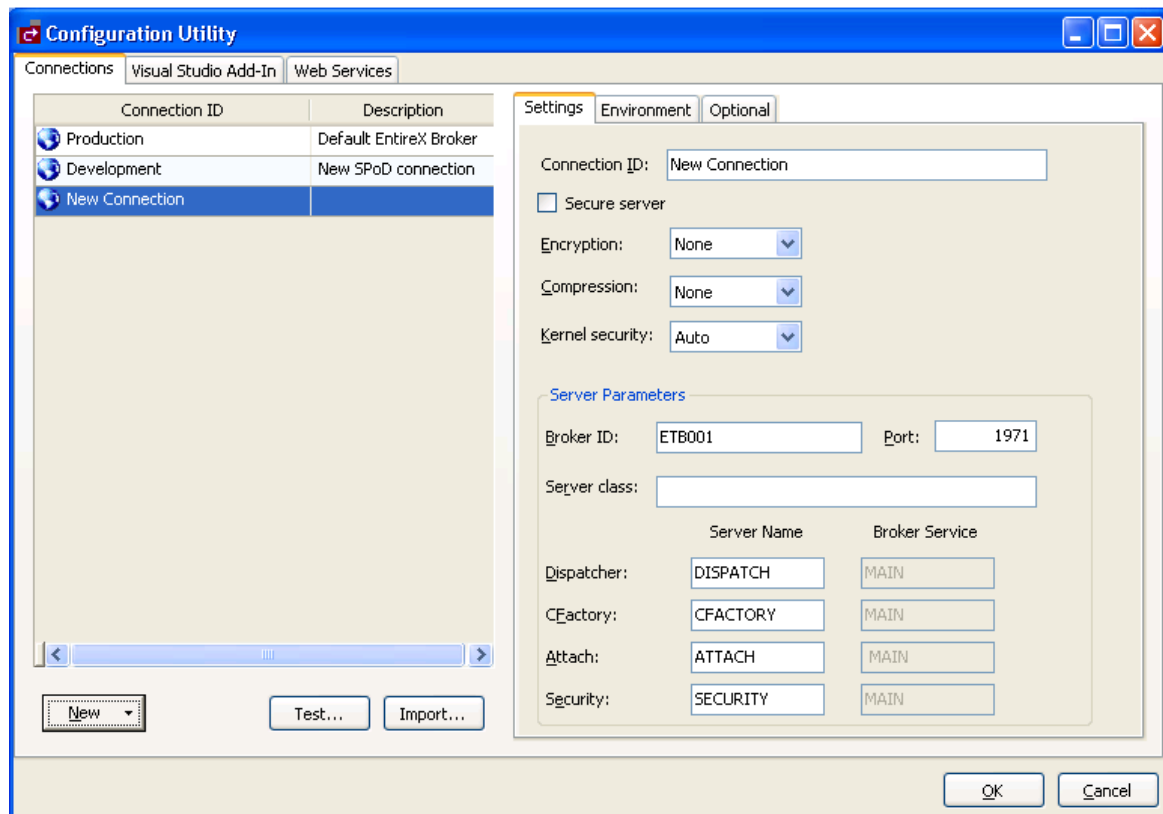 Configuration Utility
Connections Visual Studio Add-In Web Services
Connection ID Description
Production Default EntireX Broker
Development New SPoD connection
New Connection
New Test... Import...
Settings Environment Optional
Connection ID: New Connection
Secure server
Encryption: None
Compression: None
Kernel security: Auto
Server Parameters
Broker ID: ETB001 Port: 1971
Server class:
Server Name Broker Service
Dispatcher: DISPATCH MAIN
CFactory: CFACTORY MAIN
Attach: ATTACH MAIN
Security: SECURITY MAIN
OK Cancel